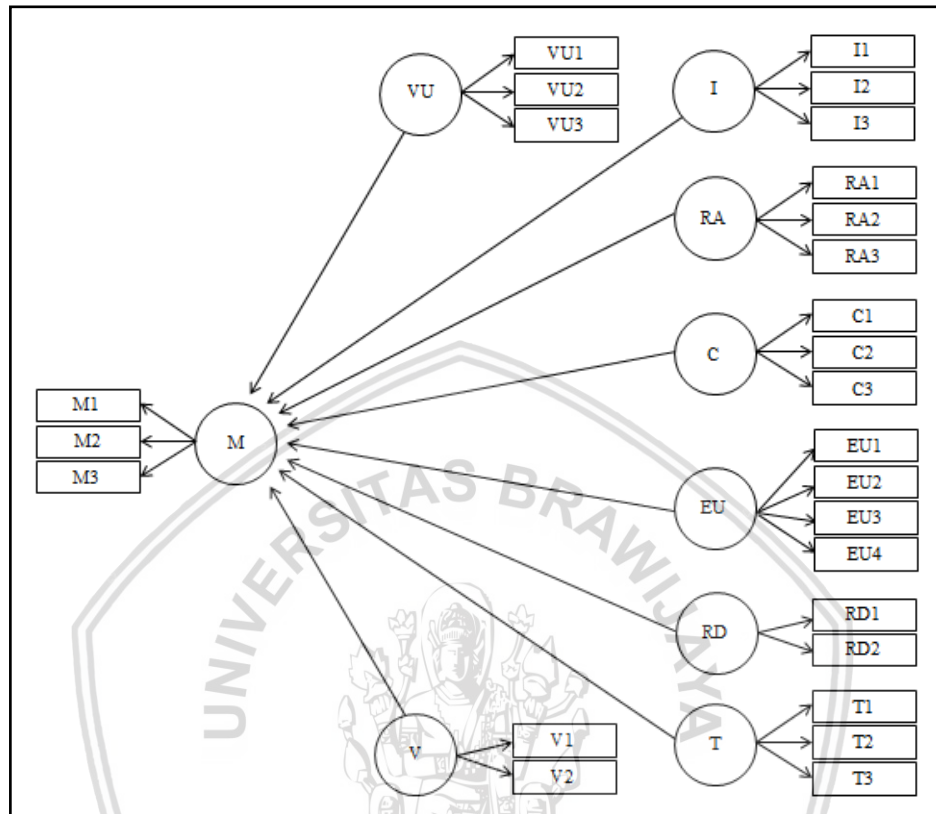 VU
VU1
VU2
VU3
I
I1
I2
I3
RA
RA1
RA2
RA3
C
C1
C2
C3
M1
M2
M3
M
EU
EU1
EU2
EU3
EU4
RD
RD1
RD2
V
V1
V2
T
T1
T2
T3
UNIVERSITAS BRAWIJAYA